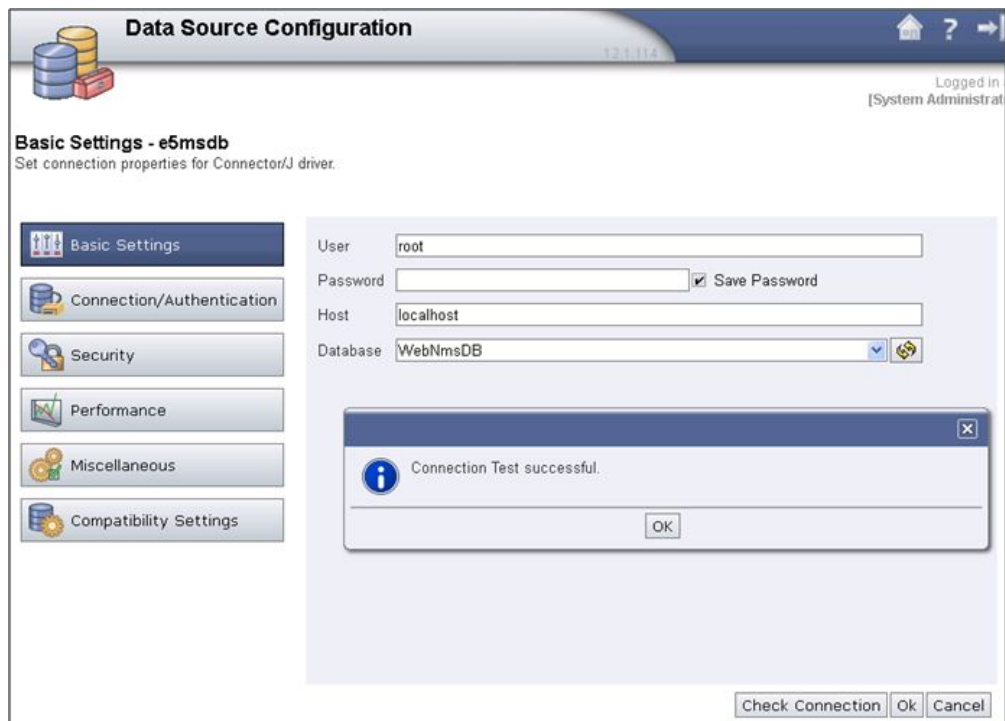 Data Source Configuration
12.1.114
Logged in
[System Administrat
Basic Settings - e5msdb
Set connection properties for Connector/J driver.
Basic Settings
Connection/Authentication
Security
Performance
Miscellaneous
Compatibility Settings
User root
Password Save Password
Host localhost
Database WebNmsDB
Connection Test successful.
OK
Check Connection Ok Cancel